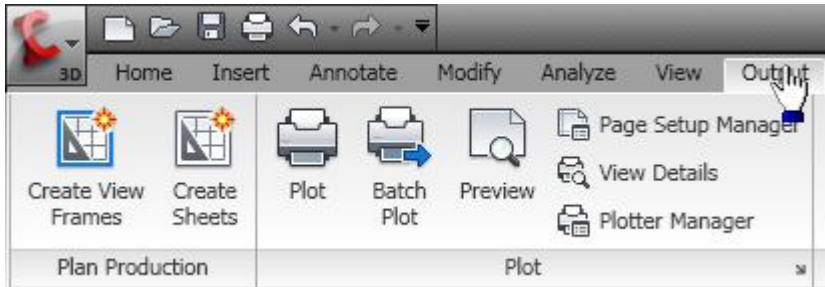 3D Home Insert Annotate Modify Analyze View Output
Create View Frames
Create Sheets
Plot
Batch Plot
Preview
Page Setup Manager
View Details
Plotter Manager
Plan Production
Plot